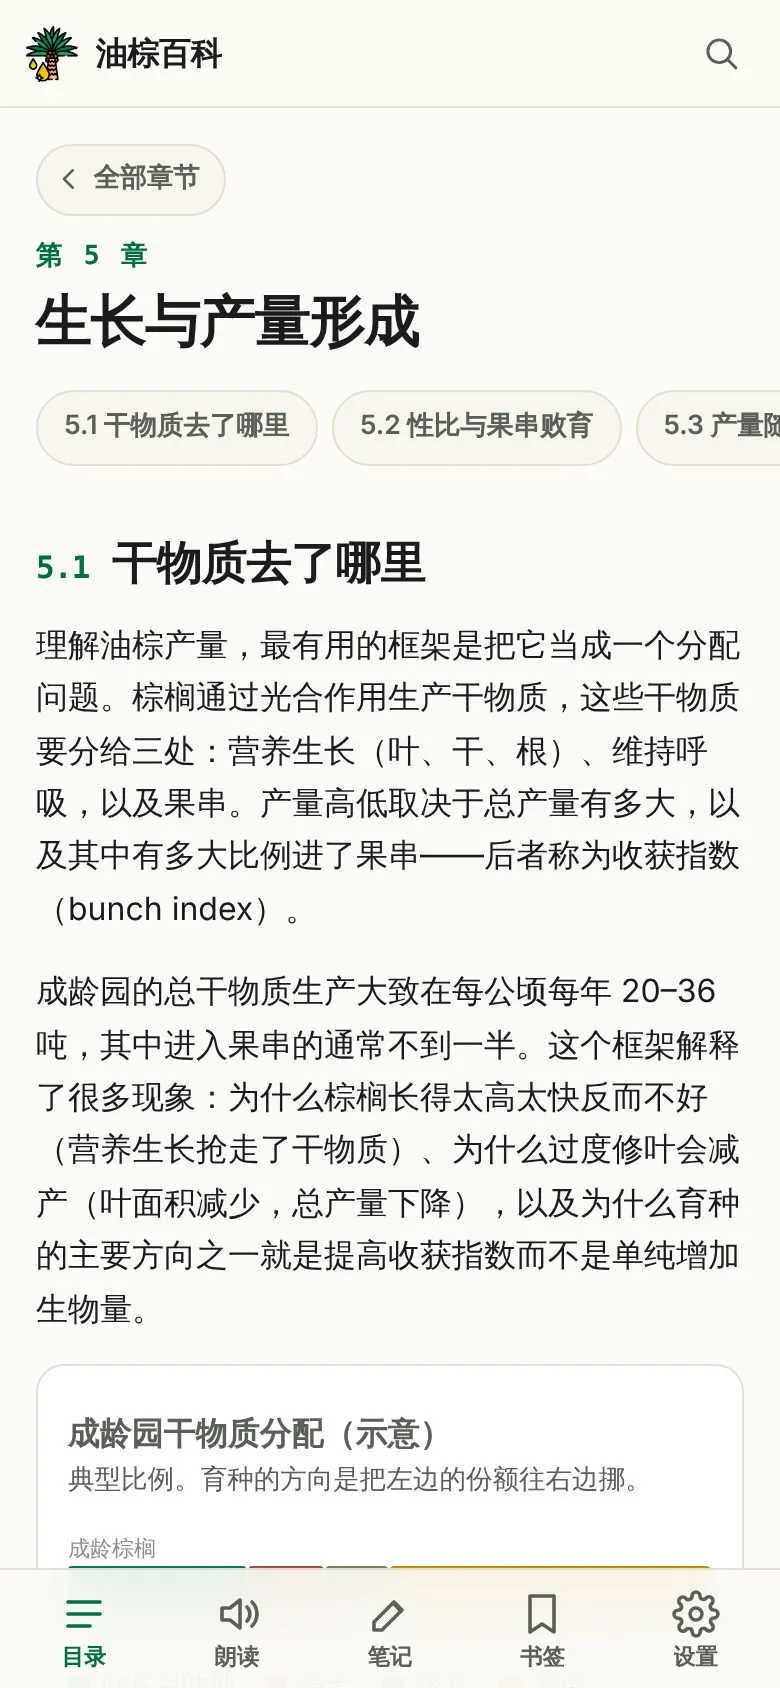 油棕百科
全部章节
第 5 章
生长与产量形成
5.1 干物质去了哪里
5.2 性比与果串败育
5.3 产量随
5.1 干物质去了哪里
理解油棕产量，最有用的框架是把它当成一个分配
问题。棕榈通过光合作用生产干物质，这些干物质
要分给三处：营养生长（叶、干、根）、维持呼
吸，以及果串。产量高低取决于总产量有多大，以
及其中有多大比例进了果串——后者称为收获指数
（bunch index）。
成龄园的总干物质生产大致在每公顷每年 20–36
吨，其中进入果串的通常不到一半。这个框架解释
了很多现象：为什么棕榈长得太高太快反而不好
（营养生长抢走了干物质）、为什么过度修叶会减
产（叶面积减少，总产量下降），以及为什么育种
的主要方向之一就是提高收获指数而不是单纯增加
生物量。
成龄园干物质分配（示意）
典型比例。育种的方向是把左边的份额往右边挪。
成龄棕榈
目录
朗读
笔记
书签
设置